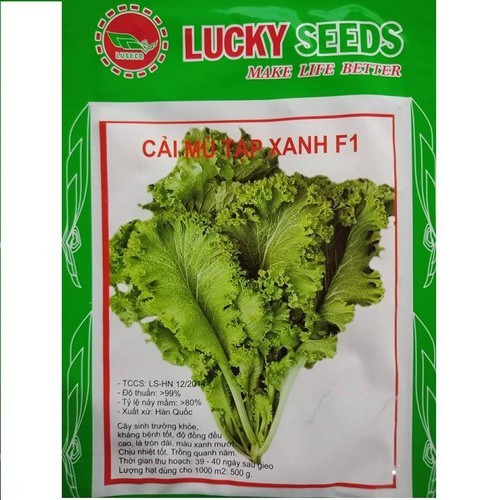 LUSECO
LUCKY SEEDS
MAKE LIFE BETTER
CẢI MÙ TẠP XANH F1
- TCCS: LS-HN 12/2014
- Độ thuần: >99%
- Tỷ lệ nảy mầm: >80%
- Xuất xứ: Hàn Quốc
Cây sinh trưởng khỏe,
kháng bệnh tốt, độ đồng đều
cao, lá tròn dài, màu xanh mượt.
Chịu nhiệt tốt. Trồng quanh năm.
Thời gian thu hoạch: 39 - 40 ngày sau gieo
Lượng hạt dùng cho 1000 m2: 500 g.